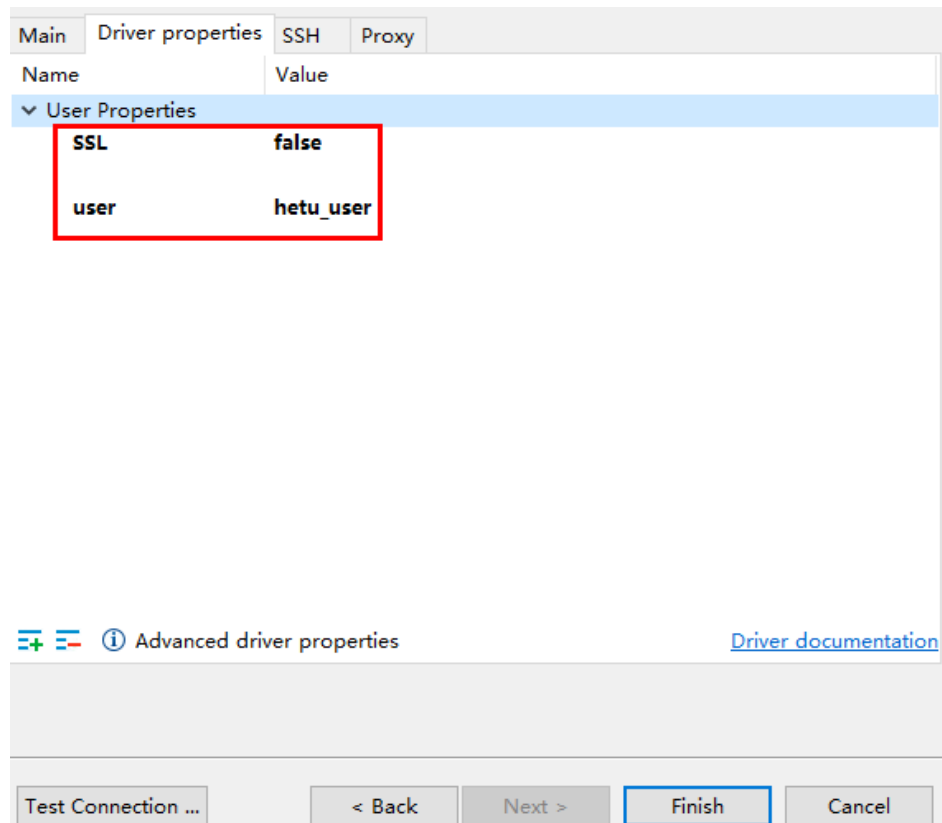 Main Driver properties SSH Proxy
Name Value
User Properties
SSL false
user hetu_user
Advanced driver properties Driver documentation
Test Connection ... < Back Next > Finish Cancel